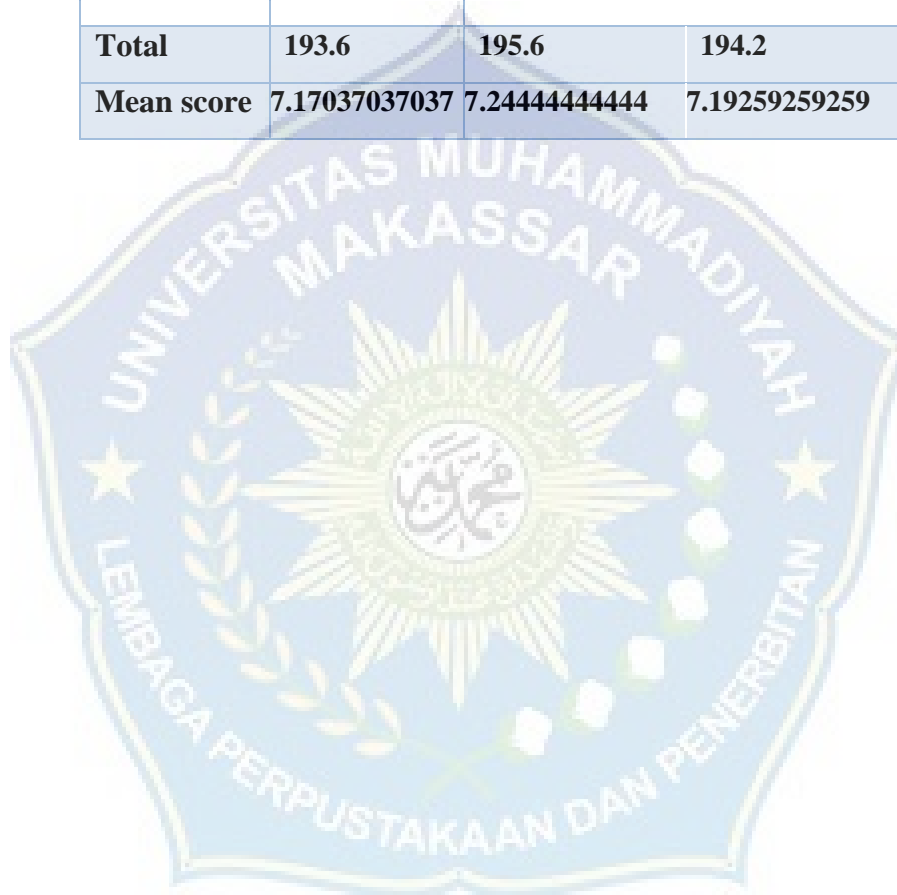 Total 193.6 195.6 194.2
Mean score 7.17037037037 7.24444444444 7.19259259259
UNIVERSITAS MUHAMMADIYAH
MAKASSAR
LEMBAGA PERPUSTAKAAN DAN PENERBITAN